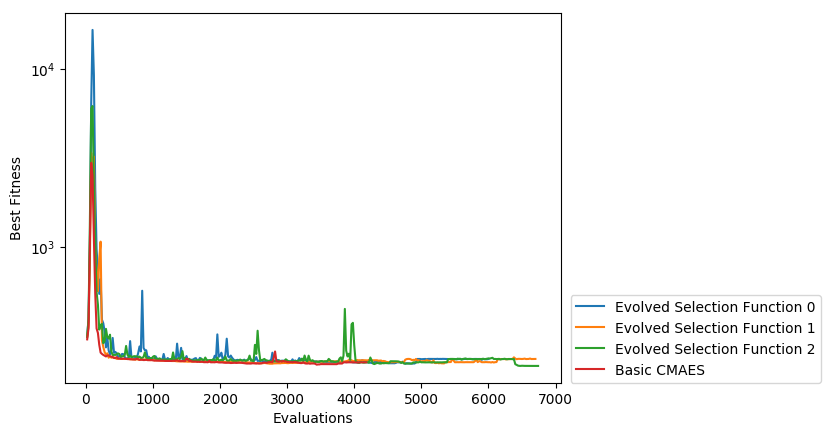 Best Fitness
10^4
10^3
0 1000 2000 3000 4000 5000 6000 7000
Evaluations
Evolved Selection Function 0
Evolved Selection Function 1
Evolved Selection Function 2
Basic CMAES